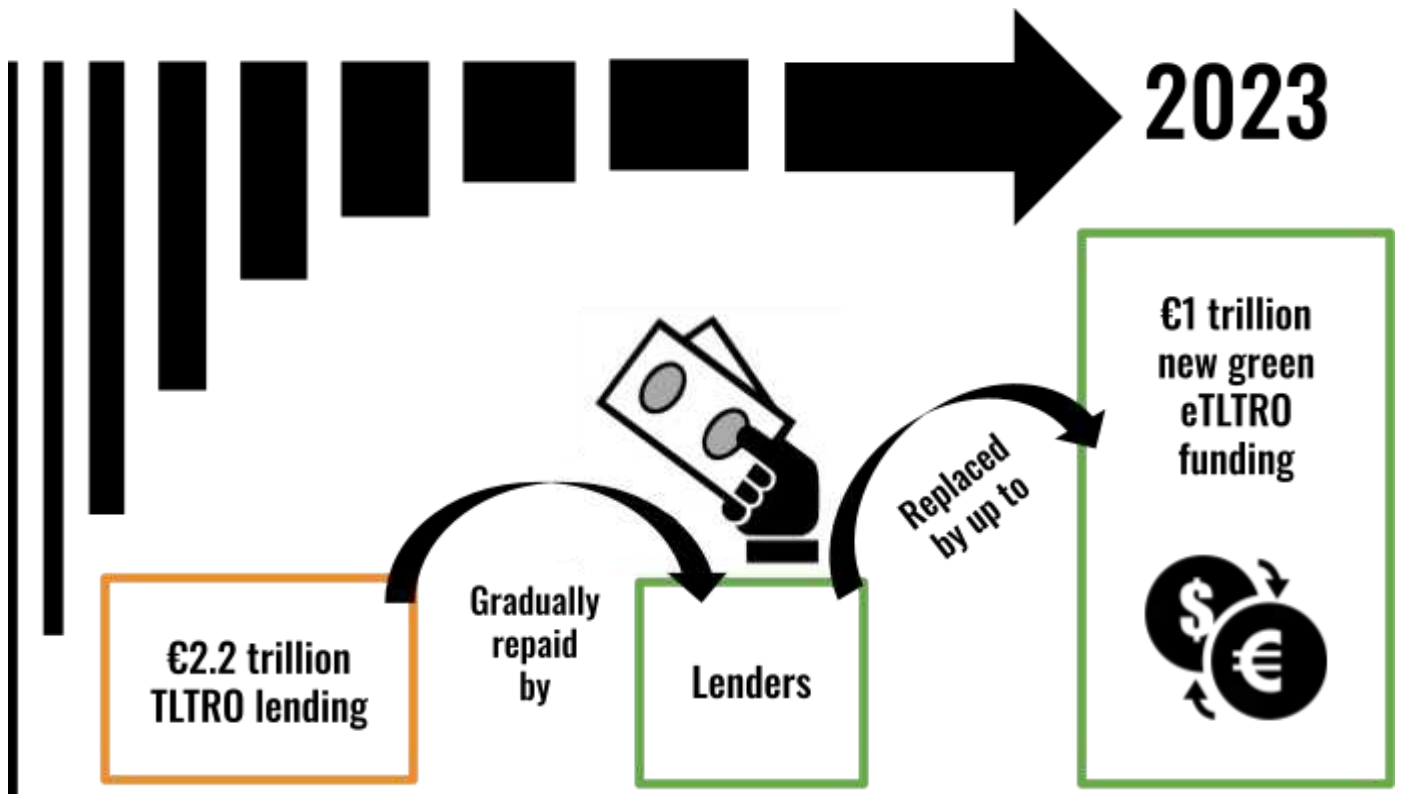 2023
€2.2 trillion
TLTRO lending
Gradually
repaid
by
Lenders
Replaced
by up to
€1 trillion
new green
eTLTRO
funding
$
€